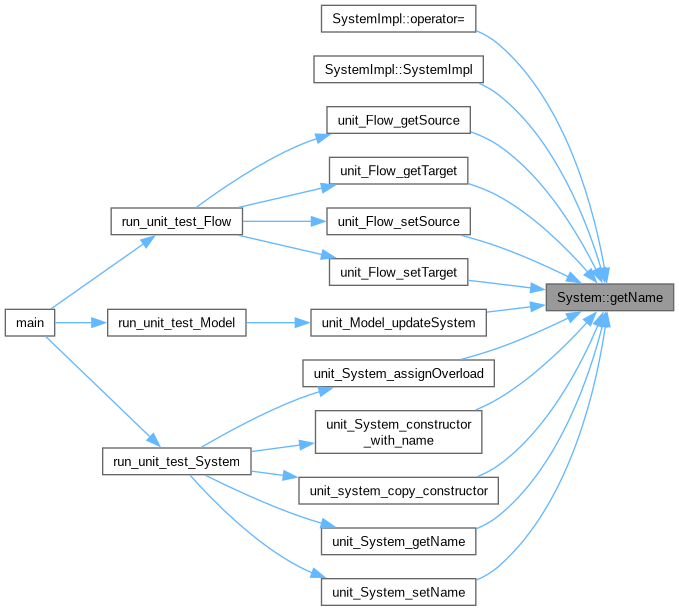 SystemImpl::operator=
SystemImpl::SystemImpl
unit_Flow_getSource
unit_Flow_getTarget
run_unit_test_Flow
unit_Flow_setSource
unit_Flow_setTarget
System::getName
main
run_unit_test_Model
unit_Model_updateSystem
unit_System_assignOverload
unit_System_constructor
_with_name
run_unit_test_System
unit_system_copy_constructor
unit_System_getName
unit_System_setName